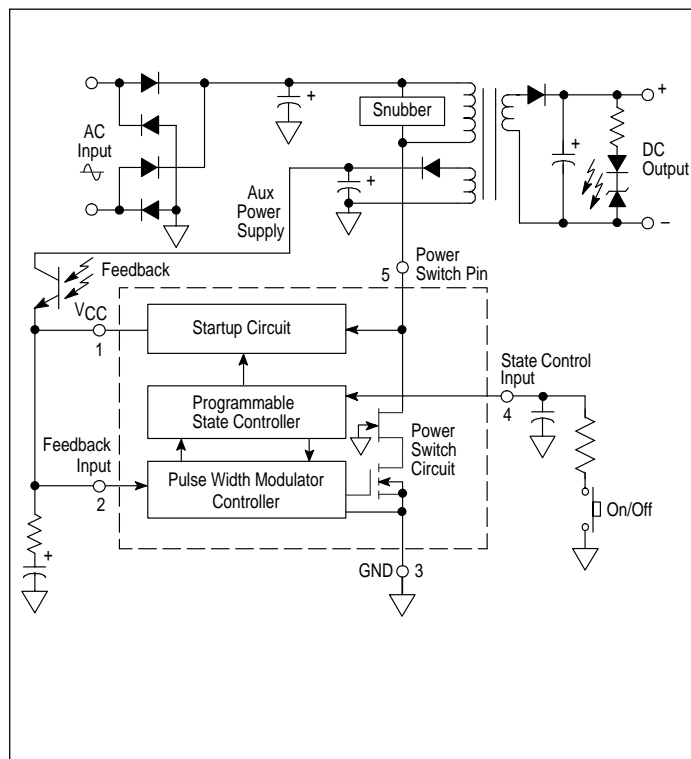 Snubber
AC
Input
DC
Output
+
+
+
+
−
Aux
Power
Supply
Feedback
Power
Switch Pin
5
VCC
1
Startup Circuit
State Control
Input
4
Programmable
State Controller
Power
Switch
Circuit
Feedback
Input
2
Pulse Width Modulator
Controller
On/Off
+
GND
3